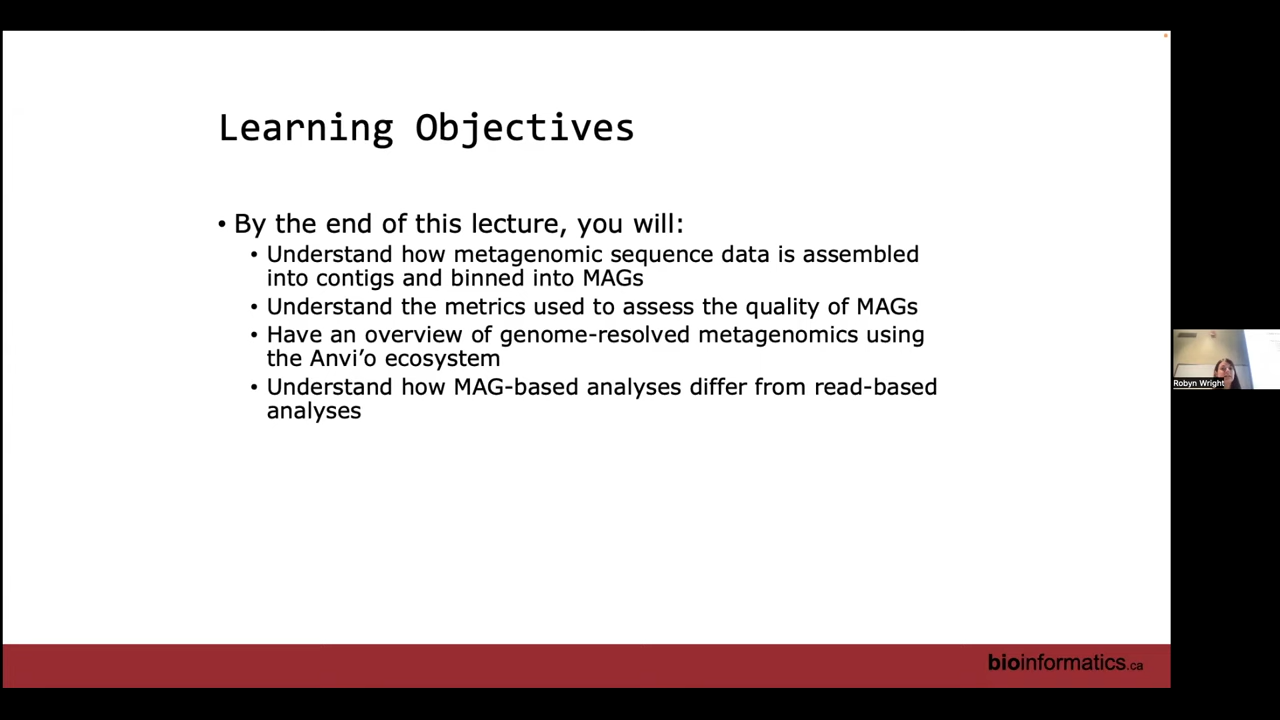 Learning Objectives
• By the end of this lecture, you will:
• Understand how metagenomic sequence data is assembled
into contigs and binned into MAGs
• Understand the metrics used to assess the quality of MAGs
• Have an overview of genome-resolved metagenomics using
the Anvi’o ecosystem
• Understand how MAG-based analyses differ from read-based
analyses
Robyn Wright
bioinformatics.ca